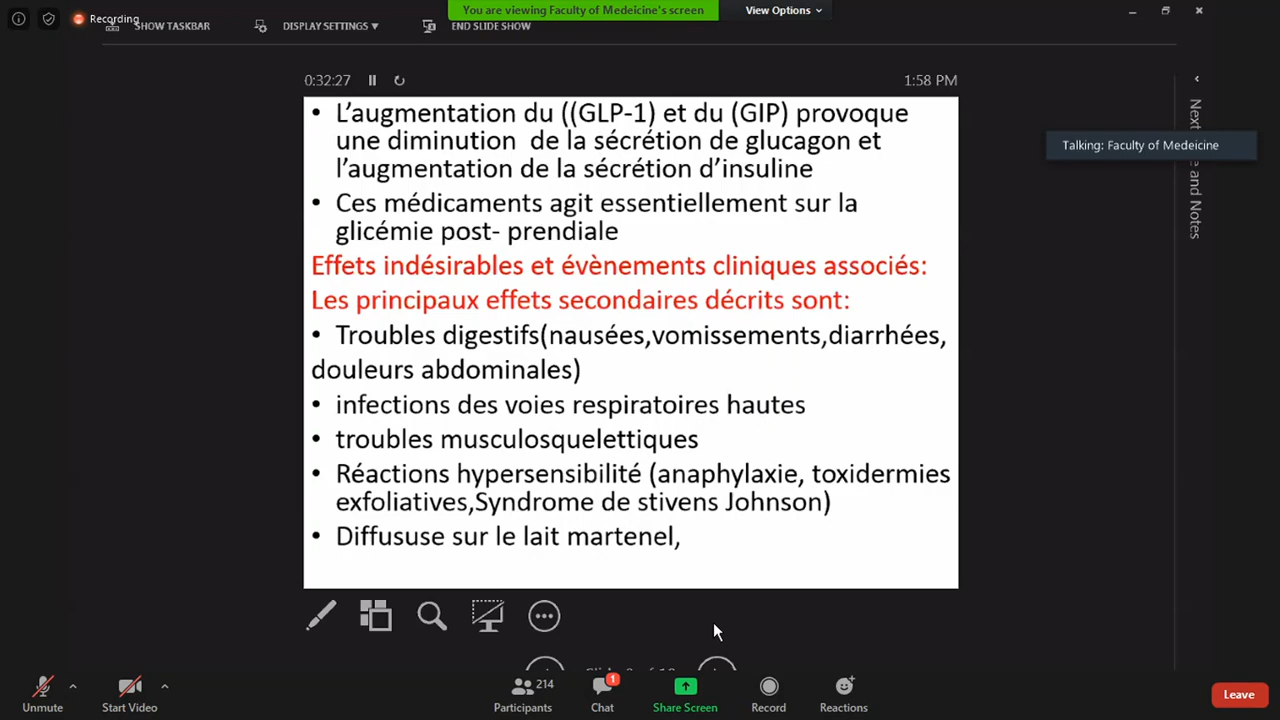 You are viewing Faculty of Medeicine's screen
View Options
Recording
SHOW TASKBAR
DISPLAY SETTINGS ▾
END SLIDE SHOW
0:32:27
1:58 PM
Talking: Faculty of Medeicine
• L'augmentation du ((GLP-1) et du (GIP) provoque
une diminution de la sécrétion de glucagon et
l'augmentation de la sécrétion d'insuline
• Ces médicaments agit essentiellement sur la
glicémie post- prendiale
Effets indésirables et évènements cliniques associés:
Les principaux effets secondaires décrits sont:
• Troubles digestifs(nausées,vomissements,diarrhées,
douleurs abdominales)
• infections des voies respiratoires hautes
• troubles musculosquelettiques
• Réactions hypersensibilité (anaphylaxie, toxidermies
exfoliatives,Syndrome de stivens Johnson)
• Diffususe sur le lait martenel,
Next
and Notes
Unmute
Start Video
214
Participants
1
Chat
Share Screen
Record
Reactions
Leave